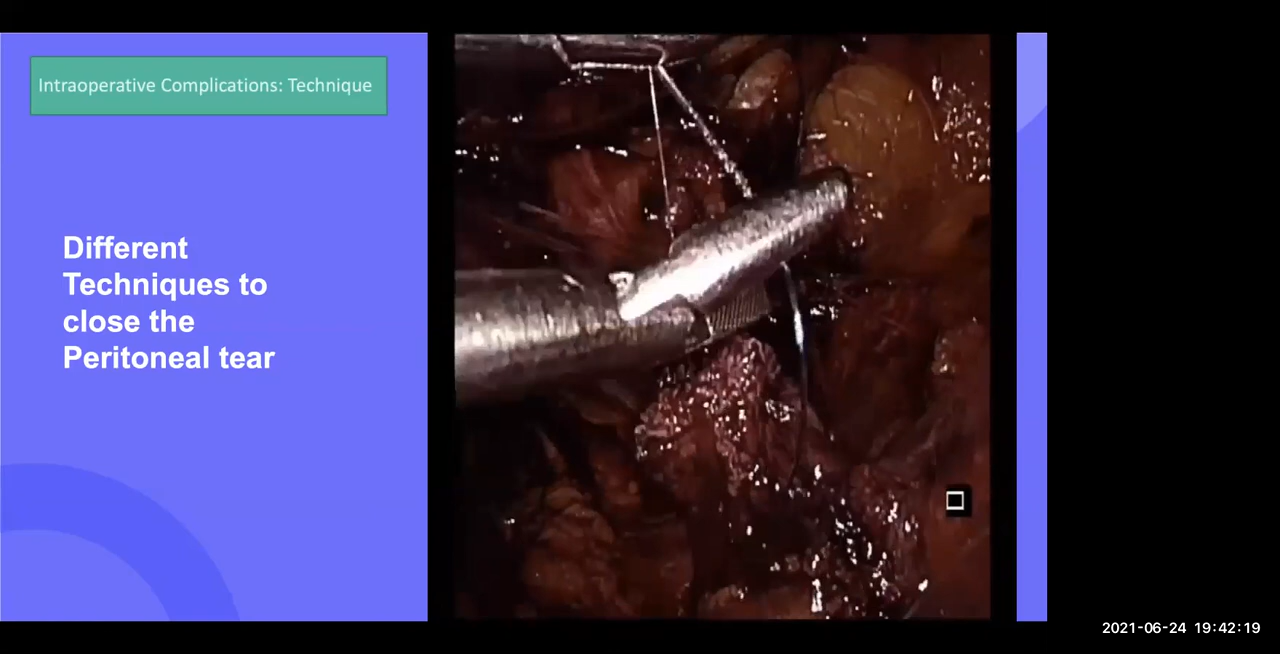 Intraoperative Complications: Technique
Different
Techniques to
close the
Peritoneal tear
2021-06-24 19:42:19